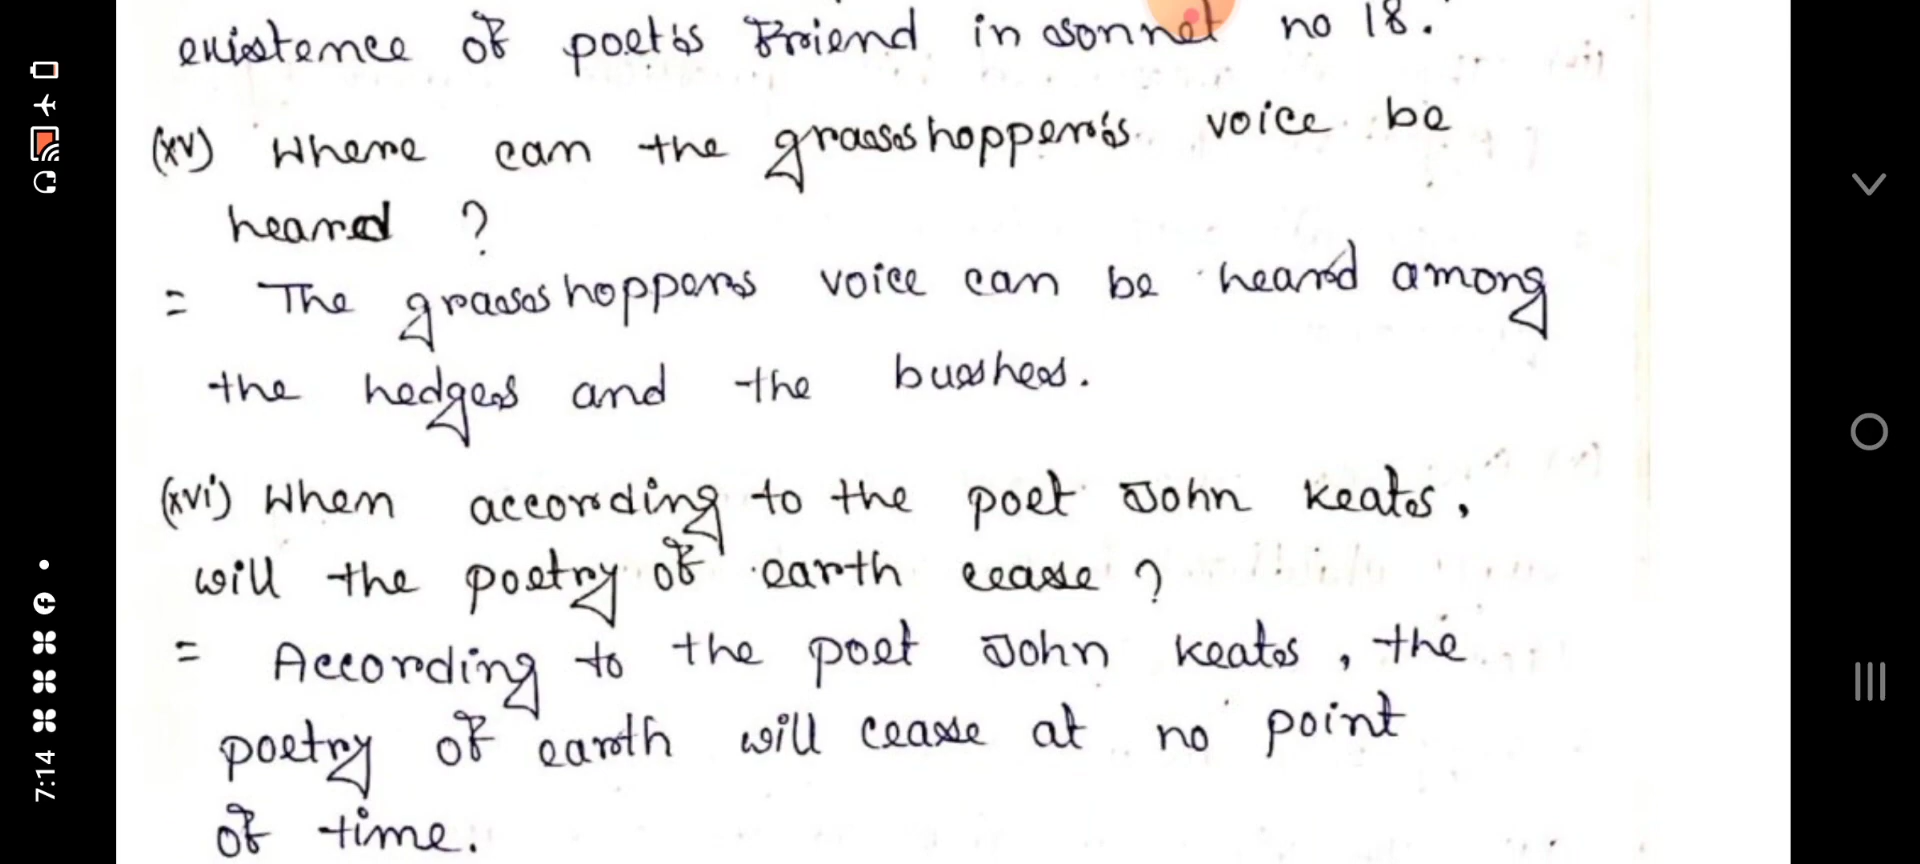 existence of poet's Friend in sonnet no 18.
(xv) Where can the grasshopper's voice be
heard ?
= The grasshoppers voice can be heard among
the hedges and the bushes.
(xvi) When according to the poet John Keats,
will the poetry of earth cease ?
= According to the poet John Keats, the
poetry of earth will cease at no point
of time.
7:14